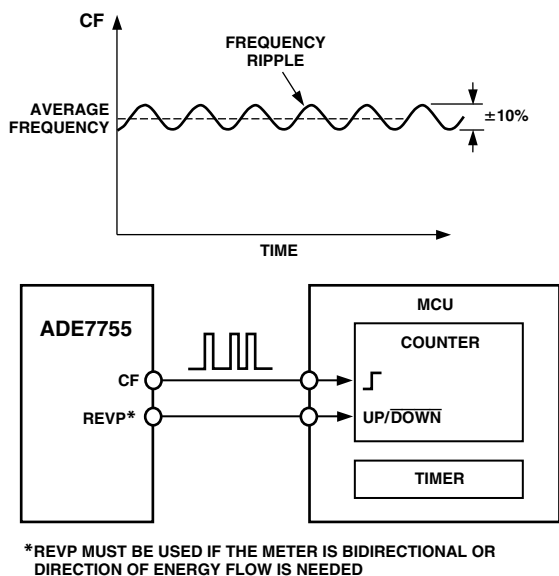 CF
FREQUENCY
RIPPLE
AVERAGE
FREQUENCY
±10%
TIME
ADE7755
MCU
COUNTER
CF
REVP*
UP/DOWN
TIMER
*REVP MUST BE USED IF THE METER IS BIDIRECTIONAL OR
DIRECTION OF ENERGY FLOW IS NEEDED